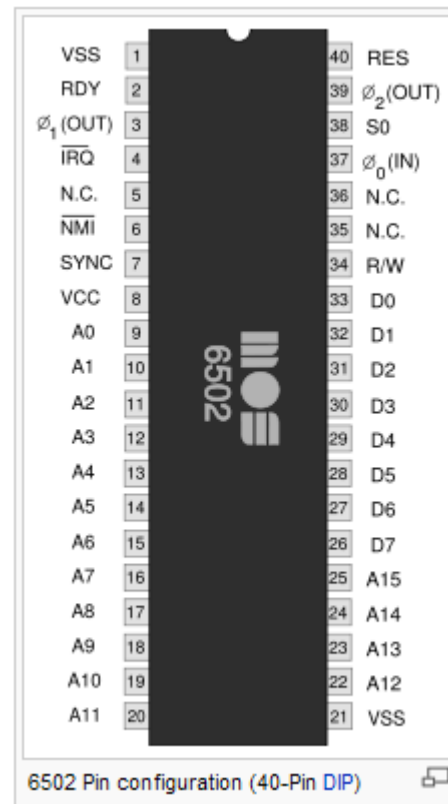 VSS 1 40 RES
RDY 2 39 ø₂(OUT)
ø₁(OUT) 3 38 S0
I̅R̅Q̅ 4 37 ø₀(IN)
N.C. 5 36 N.C.
N̅M̅I̅ 6 35 N.C.
SYNC 7 34 R/W
VCC 8 33 D0
A0 9 32 D1
A1 10 31 D2
A2 11 30 D3
A3 12 29 D4
A4 13 28 D5
A5 14 27 D6
A6 15 26 D7
A7 16 25 A15
A8 17 24 A14
A9 18 23 A13
A10 19 22 A12
A11 20 21 VSS
mos
6502
6502 Pin configuration (40-Pin DIP)